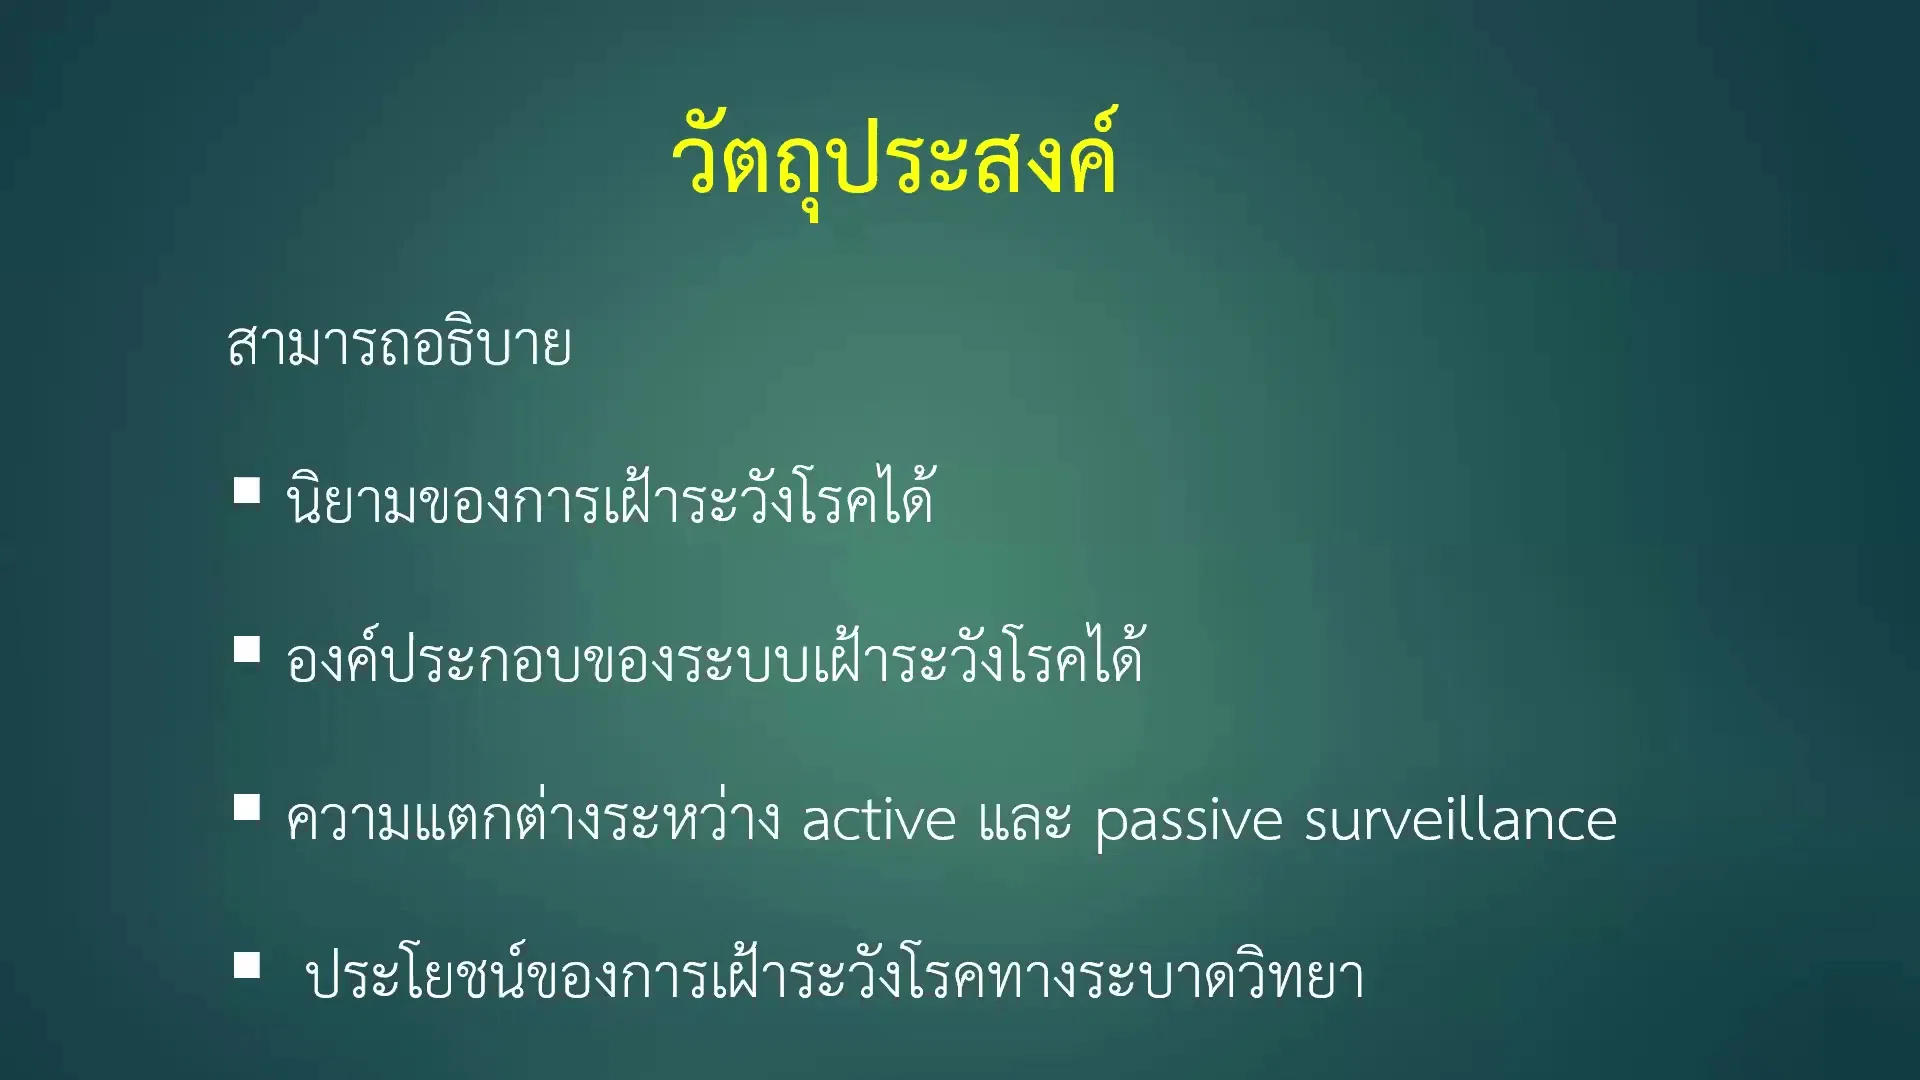 วัตถุประสงค์
สามารถอธิบาย
▪ นิยามของการเฝ้าระวังโรคได้
▪ องค์ประกอบของระบบเฝ้าระวังโรคได้
▪ ความแตกต่างระหว่าง active และ passive surveillance
▪ ประโยชน์ของการเฝ้าระวังโรคทางระบาดวิทยา